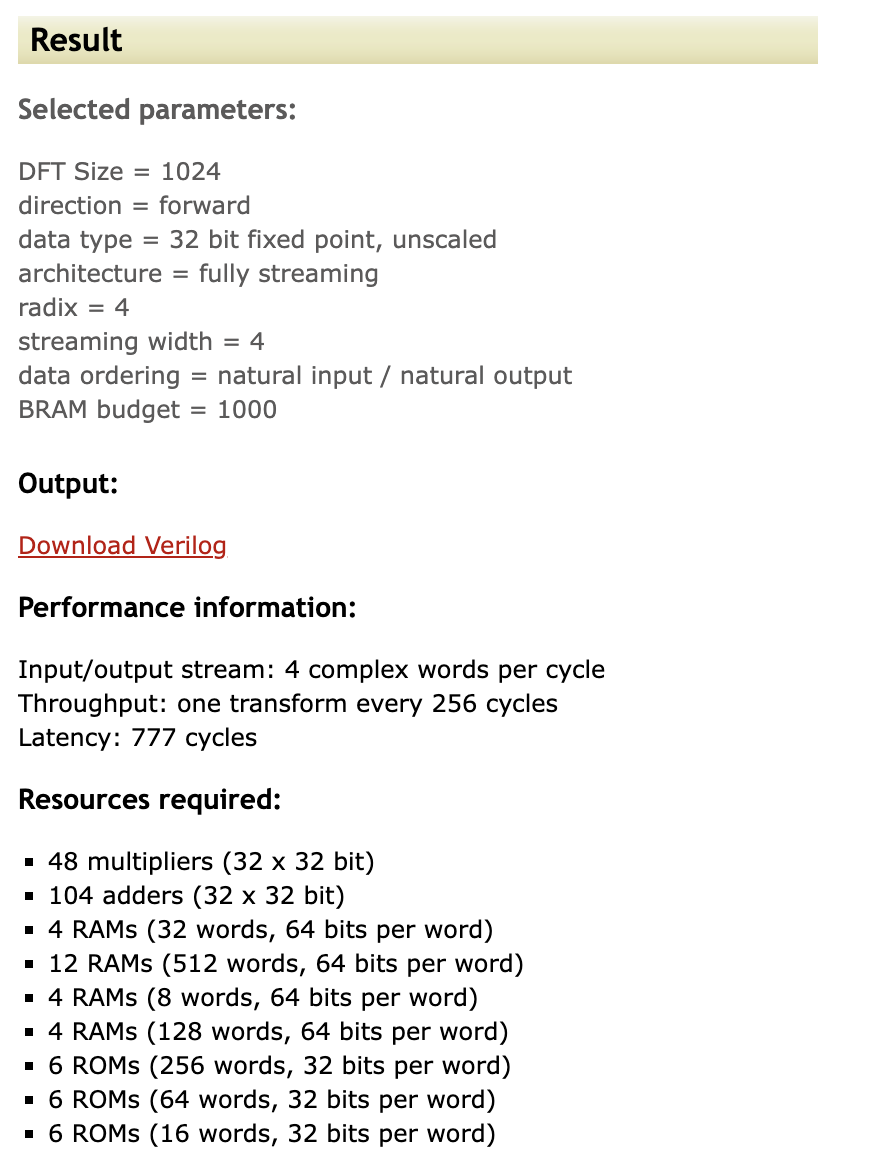 Result
Selected parameters:
DFT Size = 1024
direction = forward
data type = 32 bit fixed point, unscaled
architecture = fully streaming
radix = 4
streaming width = 4
data ordering = natural input / natural output
BRAM budget = 1000
Output:
Download Verilog
Performance information:
Input/output stream: 4 complex words per cycle
Throughput: one transform every 256 cycles
Latency: 777 cycles
Resources required:
▪ 48 multipliers (32 x 32 bit)
▪ 104 adders (32 x 32 bit)
▪ 4 RAMs (32 words, 64 bits per word)
▪ 12 RAMs (512 words, 64 bits per word)
▪ 4 RAMs (8 words, 64 bits per word)
▪ 4 RAMs (128 words, 64 bits per word)
▪ 6 ROMs (256 words, 32 bits per word)
▪ 6 ROMs (64 words, 32 bits per word)
▪ 6 ROMs (16 words, 32 bits per word)